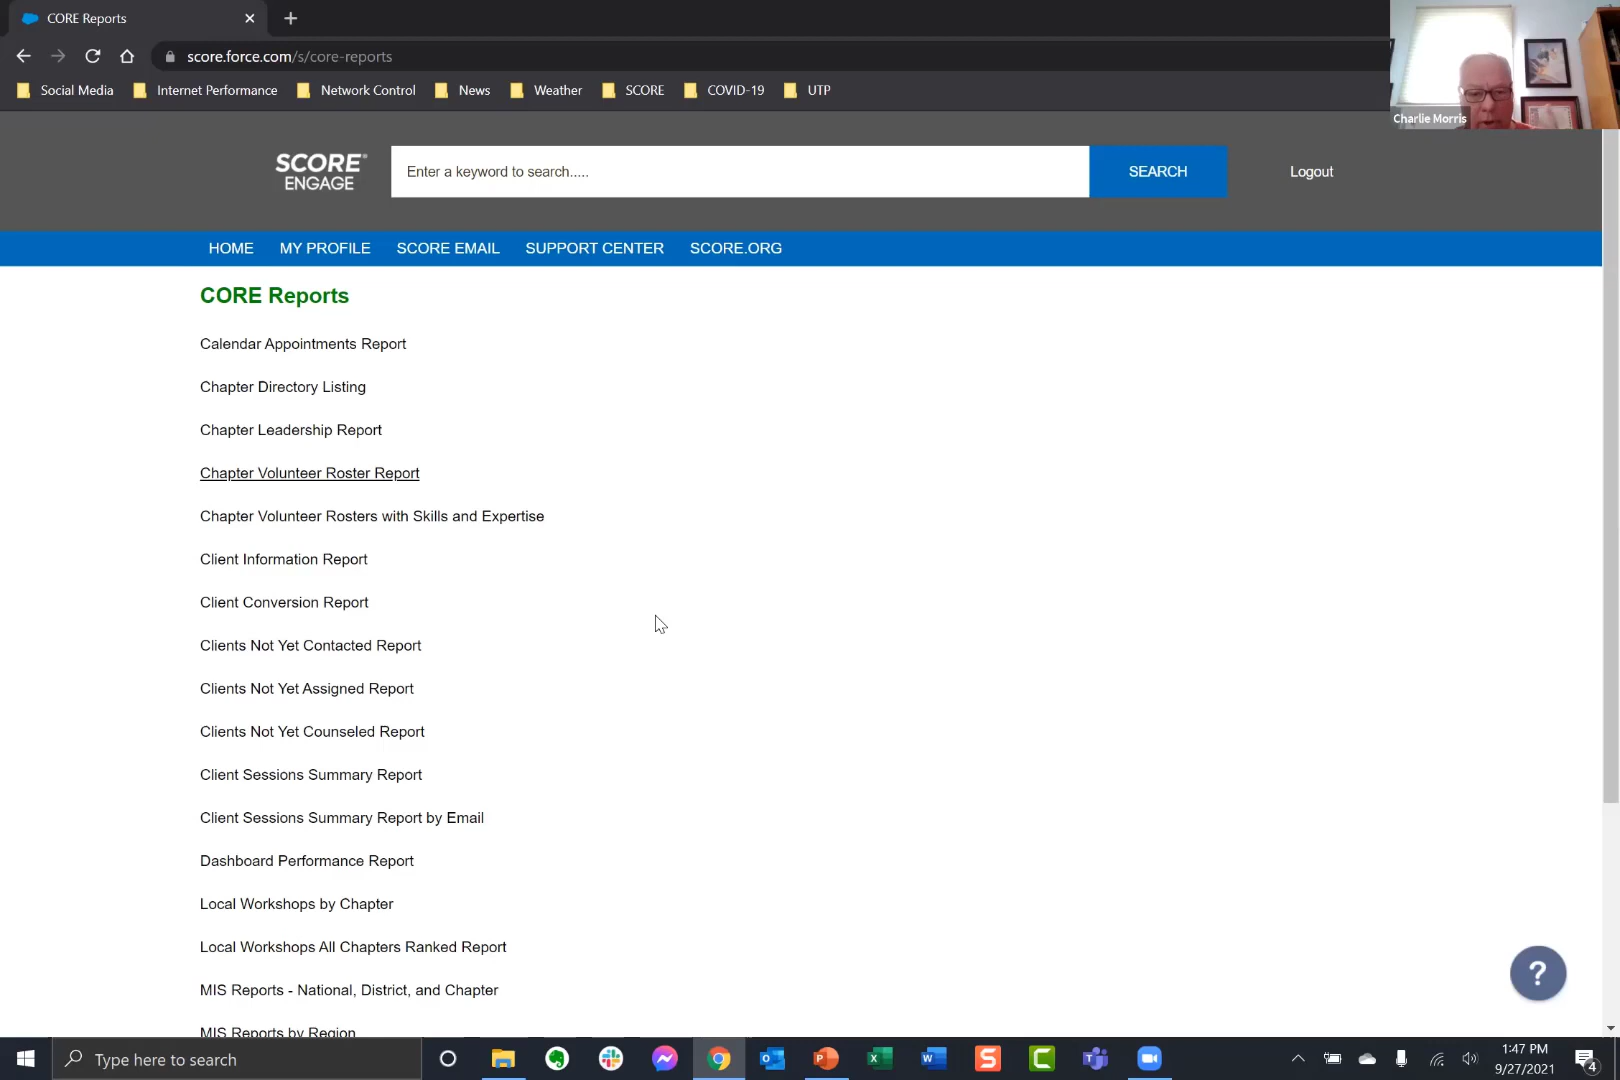 CORE Reports
score.force.com/s/core-reports
Social Media Internet Performance Network Control News Weather SCORE COVID-19 UTP
Charlie Morris
SCORE ENGAGE
Enter a keyword to search.....
SEARCH
Logout
HOME MY PROFILE SCORE EMAIL SUPPORT CENTER SCORE.ORG
CORE Reports
Calendar Appointments Report
Chapter Directory Listing
Chapter Leadership Report
Chapter Volunteer Roster Report
Chapter Volunteer Rosters with Skills and Expertise
Client Information Report
Client Conversion Report
Clients Not Yet Contacted Report
Clients Not Yet Assigned Report
Clients Not Yet Counseled Report
Client Sessions Summary Report
Client Sessions Summary Report by Email
Dashboard Performance Report
Local Workshops by Chapter
Local Workshops All Chapters Ranked Report
MIS Reports - National, District, and Chapter
MIS Reports by Region
?
Type here to search
1:47 PM
9/27/2021
4